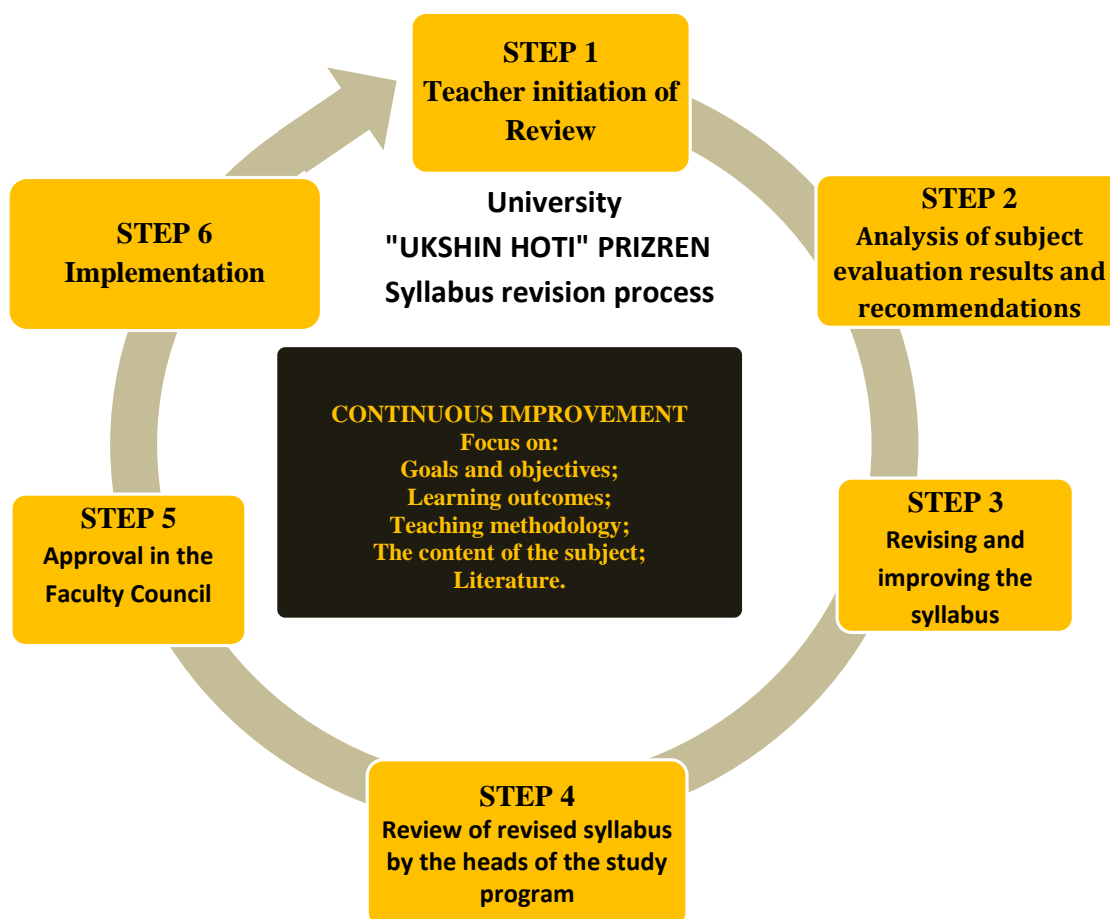 STEP 1
Teacher initiation of
Review
University
"UKSHIN HOTI" PRIZREN
Syllabus revision process
STEP 2
Analysis of subject
evaluation results and
recommendations
STEP 3
Revising and
improving the
syllabus
STEP 4
Review of revised syllabus
by the heads of the study
program
STEP 5
Approval in the
Faculty Council
STEP 6
Implementation
CONTINUOUS IMPROVEMENT
Focus on:
Goals and objectives;
Learning outcomes;
Teaching methodology;
The content of the subject;
Literature.